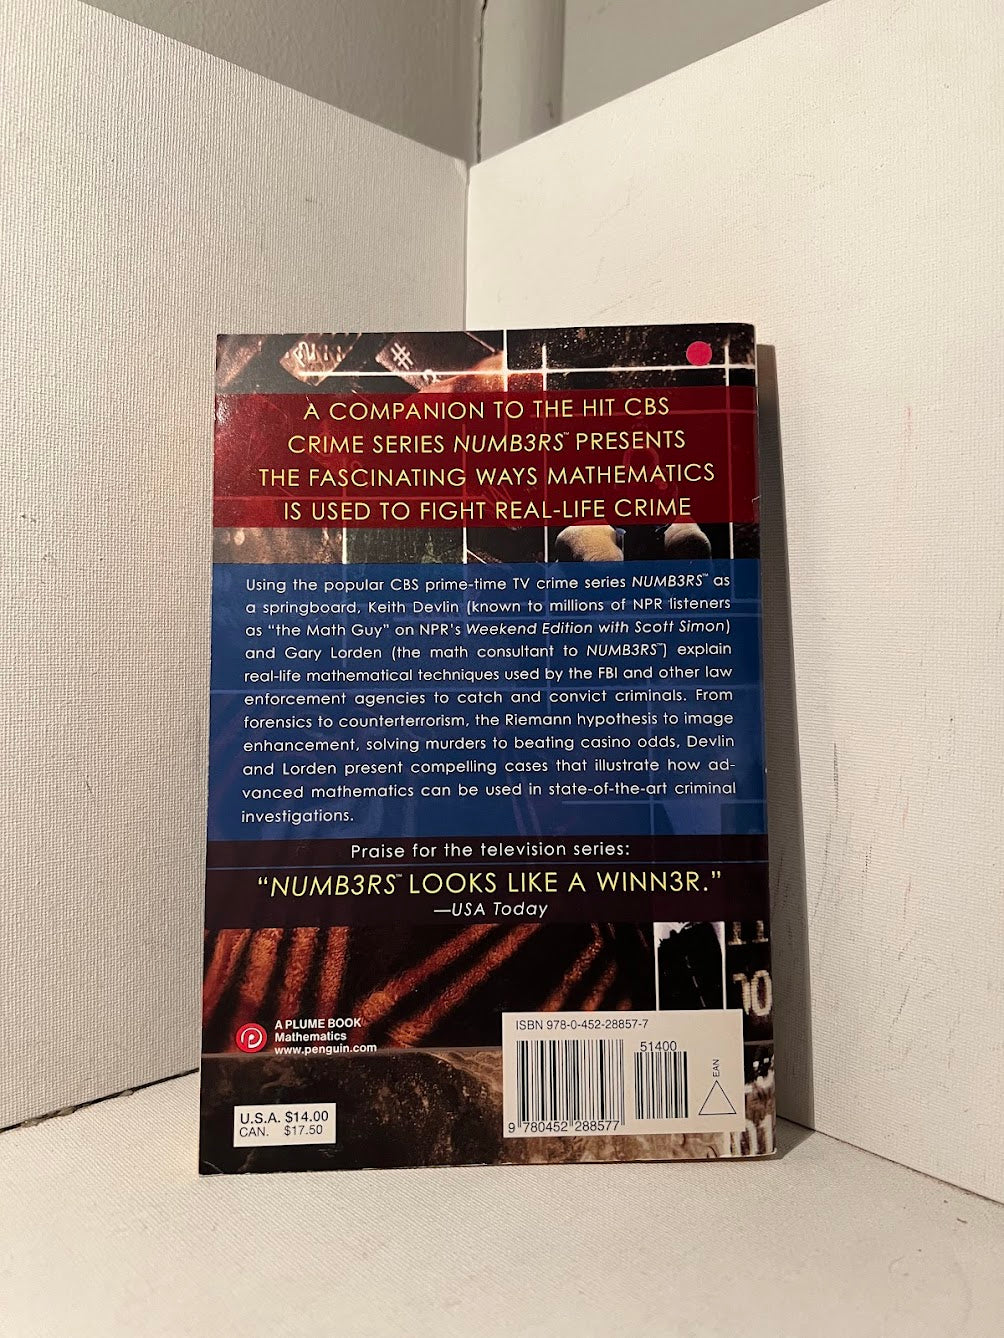 #
A COMPANION TO THE HIT CBS
CRIME SERIES NUMB3RS™ PRESENTS
THE FASCINATING WAYS MATHEMATICS
IS USED TO FIGHT REAL-LIFE CRIME
Using the popular CBS prime-time TV crime series NUMB3RS™ as
a springboard, Keith Devlin (known to millions of NPR listeners
as “the Math Guy” on NPR’s Weekend Edition with Scott Simon)
and Gary Lorden (the math consultant to NUMB3RS™) explain
real-life mathematical techniques used by the FBI and other law
enforcement agencies to catch and convict criminals. From
forensics to counterterrorism, the Riemann hypothesis to image
enhancement, solving murders to beating casino odds, Devlin
and Lorden present compelling cases that illustrate how ad-
vanced mathematics can be used in state-of-the-art criminal
investigations.
Praise for the television series:
“NUMB3RS™ LOOKS LIKE A WINN3R.”
—USA Today
10
A PLUME BOOK
Mathematics
www.penguin.com
ISBN 978-0-452-28857-7
51400
EAN
9 780452 288577
U.S.A. $14.00
CAN. $17.50